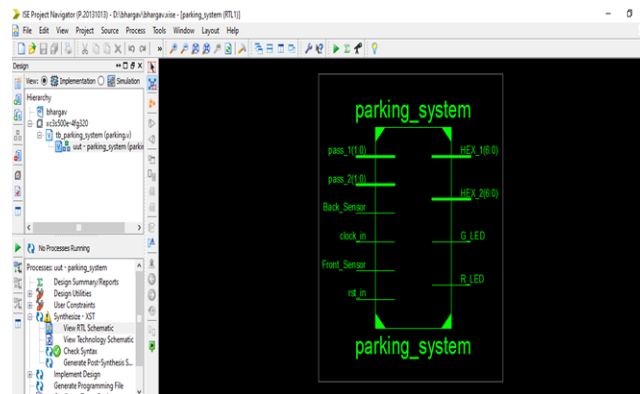 ISE Project Navigator (P.20131013) - D:\bhargav\bhargav.xise - [parking_system (RTL1)]
File Edit View Project Source Process Tools Window Layout Help
Design
View: Implementation Simulation
Hierarchy
bhargav
xc3s500e-4fg320
tb_parking_system (parking.v)
uut - parking_system (parkin
No Processes Running
Processes: uut - parking_system
Design Summary/Reports
Design Utilities
User Constraints
Synthesize - XST
View RTL Schematic
View Technology Schematic
Check Syntax
Generate Post-Synthesis S...
Implement Design
Generate Programming File
parking_system
pass_1(1:0) HEX_1(6:0)
pass_2(1:0) HEX_2(6:0)
Back_Sensor
clock_in G_LED
Front_Sensor R_LED
rst_in
parking_system